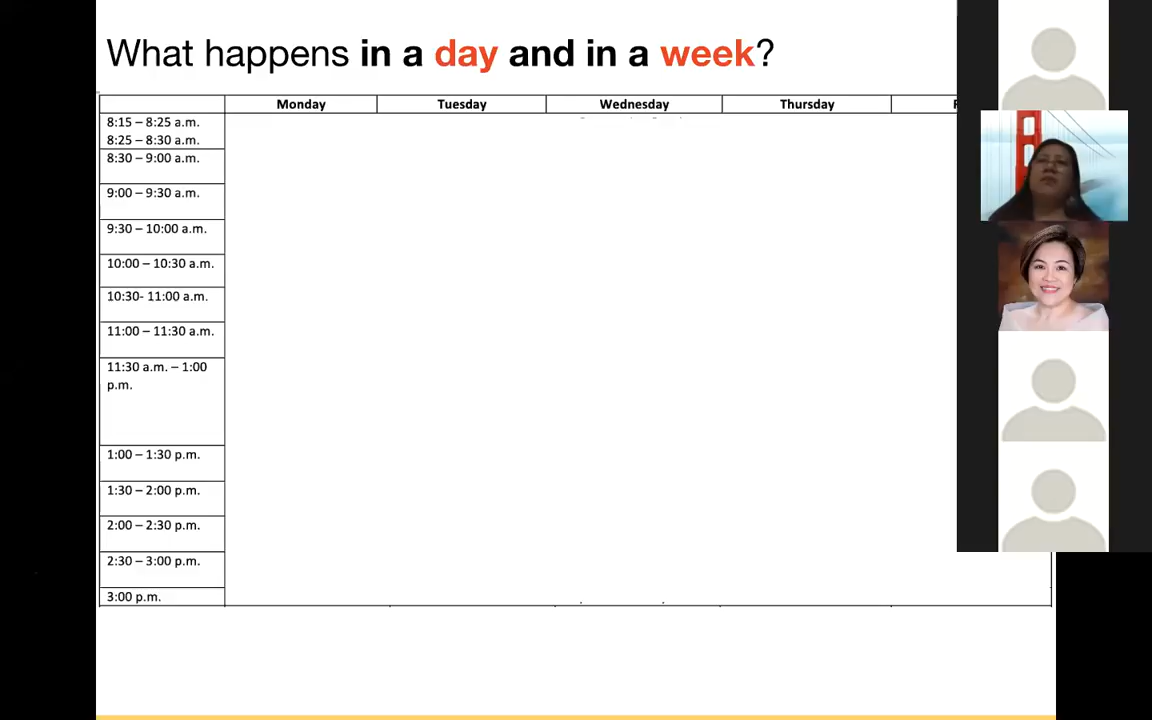 What happens in a day and in a week?
Monday Tuesday Wednesday Thursday
8:15 – 8:25 a.m.
8:25 – 8:30 a.m.
8:30 – 9:00 a.m.
9:00 – 9:30 a.m.
9:30 – 10:00 a.m.
10:00 – 10:30 a.m.
10:30- 11:00 a.m.
11:00 – 11:30 a.m.
11:30 a.m. – 1:00
p.m.
1:00 – 1:30 p.m.
1:30 – 2:00 p.m.
2:00 – 2:30 p.m.
2:30 – 3:00 p.m.
3:00 p.m.